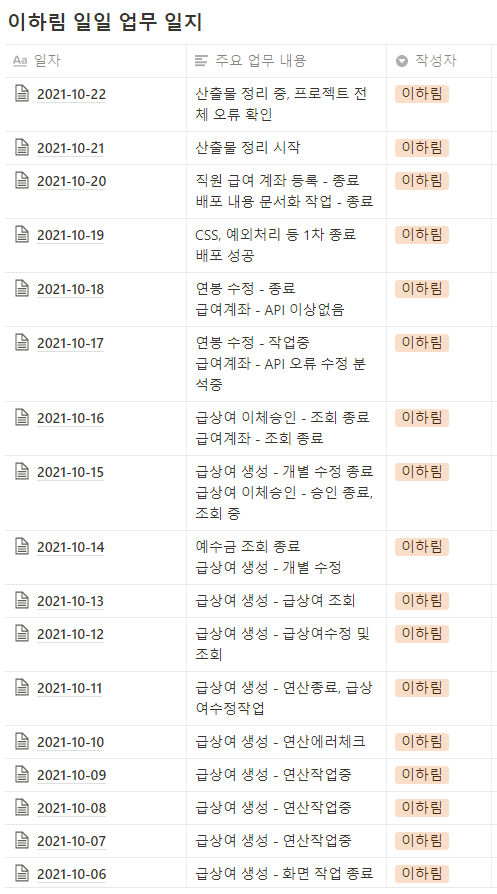 이하림 일일 업무 일지
Aa 일자 주요 업무 내용 작성자
2021-10-22 산출물 정리 중, 프로젝트 전 이하림
체 오류 확인
2021-10-21 산출물 정리 시작 이하림
2021-10-20 직원 급여 계좌 등록 - 종료 이하림
배포 내용 문서화 작업 - 종료
2021-10-19 CSS, 예외처리 등 1차 종료 이하림
배포 성공
2021-10-18 연봉 수정 - 종료 이하림
급여계좌 - API 이상없음
2021-10-17 연봉 수정 - 작업중 이하림
급여계좌 - API 오류 수정 분
석중
2021-10-16 급상여 이체승인 - 조회 종료 이하림
급여계좌 - 조회 종료
2021-10-15 급상여 생성 - 개별 수정 종료 이하림
급상여 이체승인 - 승인 종료,
조회 중
2021-10-14 예수금 조회 종료 이하림
급상여 생성 - 개별 수정
2021-10-13 급상여 생성 - 급상여 조회 이하림
2021-10-12 급상여 생성 - 급상여수정 및 이하림
조회
2021-10-11 급상여 생성 - 연산종료, 급상 이하림
여수정작업
2021-10-10 급상여 생성 - 연산에러체크 이하림
2021-10-09 급상여 생성 - 연산작업중 이하림
2021-10-08 급상여 생성 - 연산작업중 이하림
2021-10-07 급상여 생성 - 연산작업중 이하림
2021-10-06 급상여 생성 - 화면 작업 종료 이하림